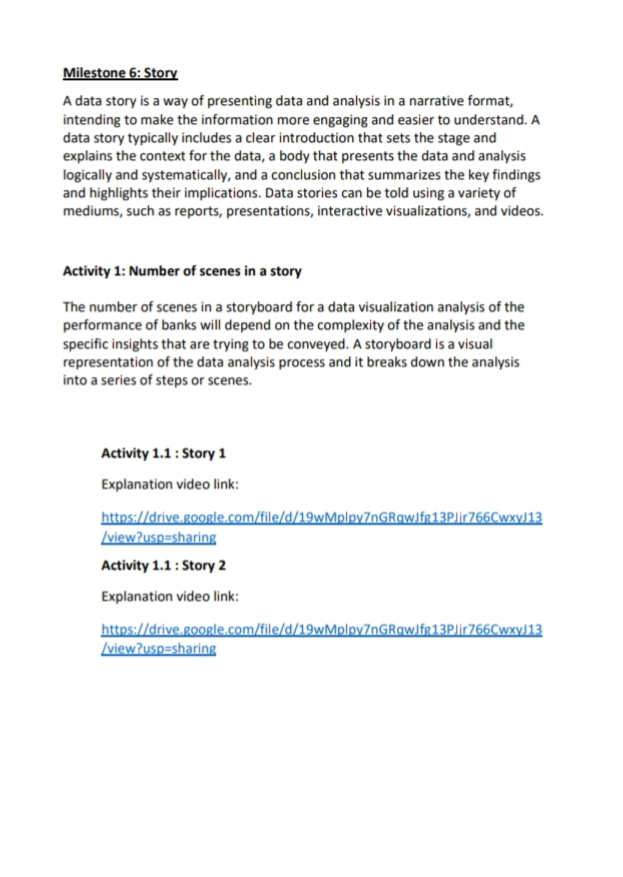 Milestone 6: Story
A data story is a way of presenting data and analysis in a narrative format,
intending to make the information more engaging and easier to understand. A
data story typically includes a clear introduction that sets the stage and
explains the context for the data, a body that presents the data and analysis
logically and systematically, and a conclusion that summarizes the key findings
and highlights their implications. Data stories can be told using a variety of
mediums, such as reports, presentations, interactive visualizations, and videos.
Activity 1: Number of scenes in a story
The number of scenes in a storyboard for a data visualization analysis of the
performance of banks will depend on the complexity of the analysis and the
specific insights that are trying to be conveyed. A storyboard is a visual
representation of the data analysis process and it breaks down the analysis
into a series of steps or scenes.
Activity 1.1 : Story 1
Explanation video link:
https://drive.google.com/file/d/19wMplpy7nGRqwJfg13PJir766CwxyJ13
/view?usp=sharing
Activity 1.1 : Story 2
Explanation video link:
https://drive.google.com/file/d/19wMplpy7nGRqwJfg13PJir766CwxyJ13
/view?usp=sharing